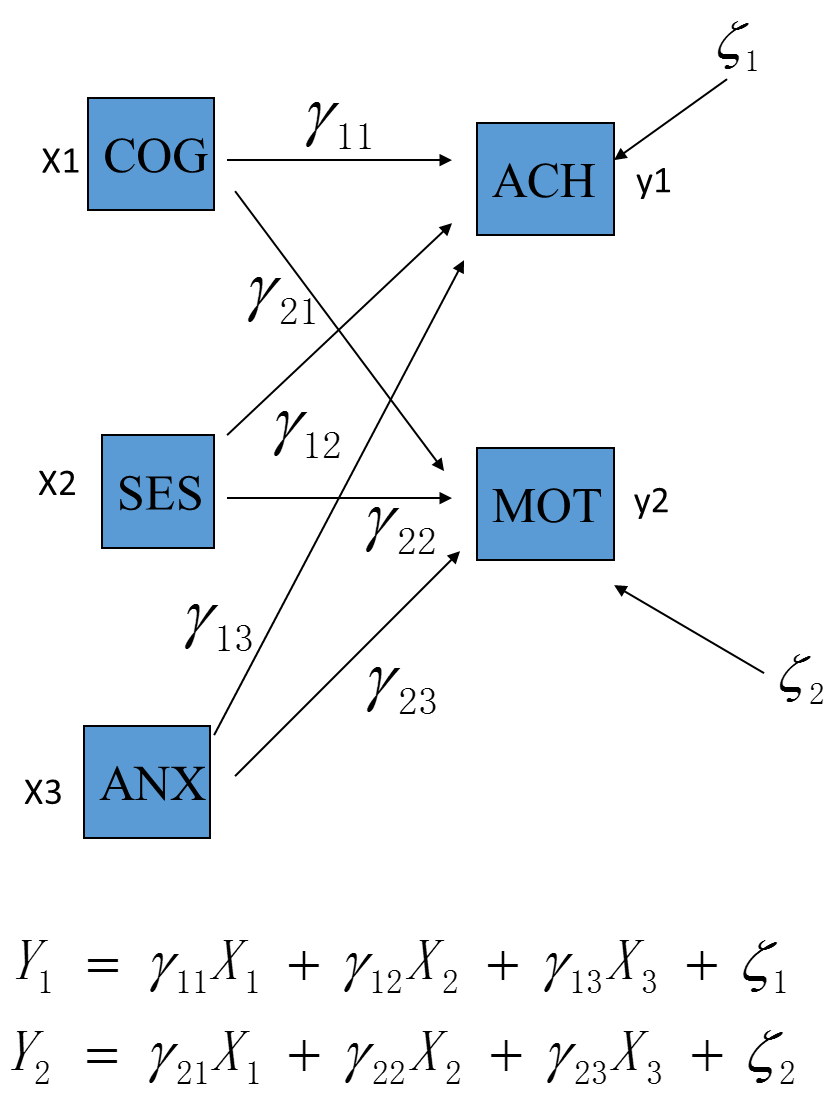 ζ₁
γ₁₁
X1 COG
ACH y1
γ₂₁
γ₁₂
X2 SES
MOT y2
γ₂₂
γ₁₃
γ₂₃
ζ₂
X3 ANX
Y₁ = γ₁₁X₁ + γ₁₂X₂ + γ₁₃X₃ + ζ₁
Y₂ = γ₂₁X₁ + γ₂₂X₂ + γ₂₃X₃ + ζ₂